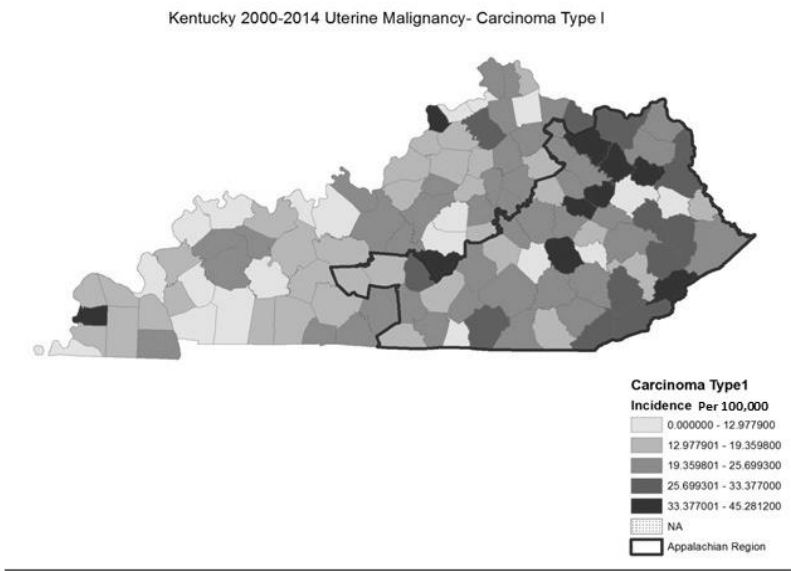 Kentucky 2000-2014 Uterine Malignancy- Carcinoma Type I
Carcinoma Type1
Incidence Per 100,000
0.000000 - 12.977900
12.977901 - 19.359800
19.359801 - 25.699300
25.699301 - 33.377000
33.377001 - 45.281200
NA
Appalachian Region